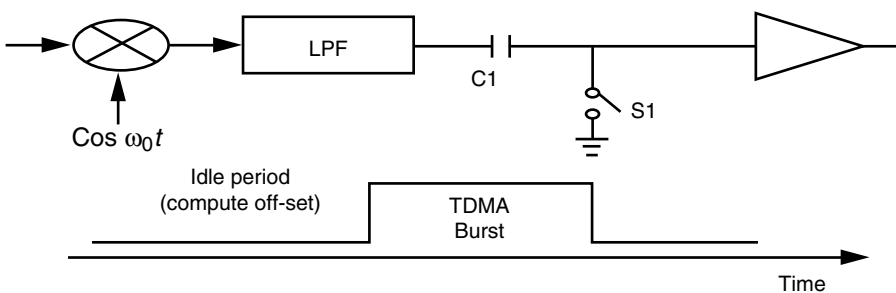 LPF
C1
S1
Cos ω₀t
Idle period
(compute off-set)
TDMA
Burst
Time